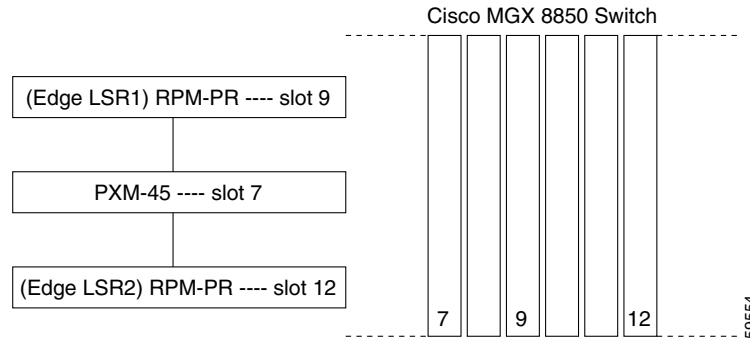 Cisco MGX 8850 Switch
(Edge LSR1) RPM-PR ---- slot 9
PXM-45 ---- slot 7
(Edge LSR2) RPM-PR ---- slot 12
7
9
12
59554